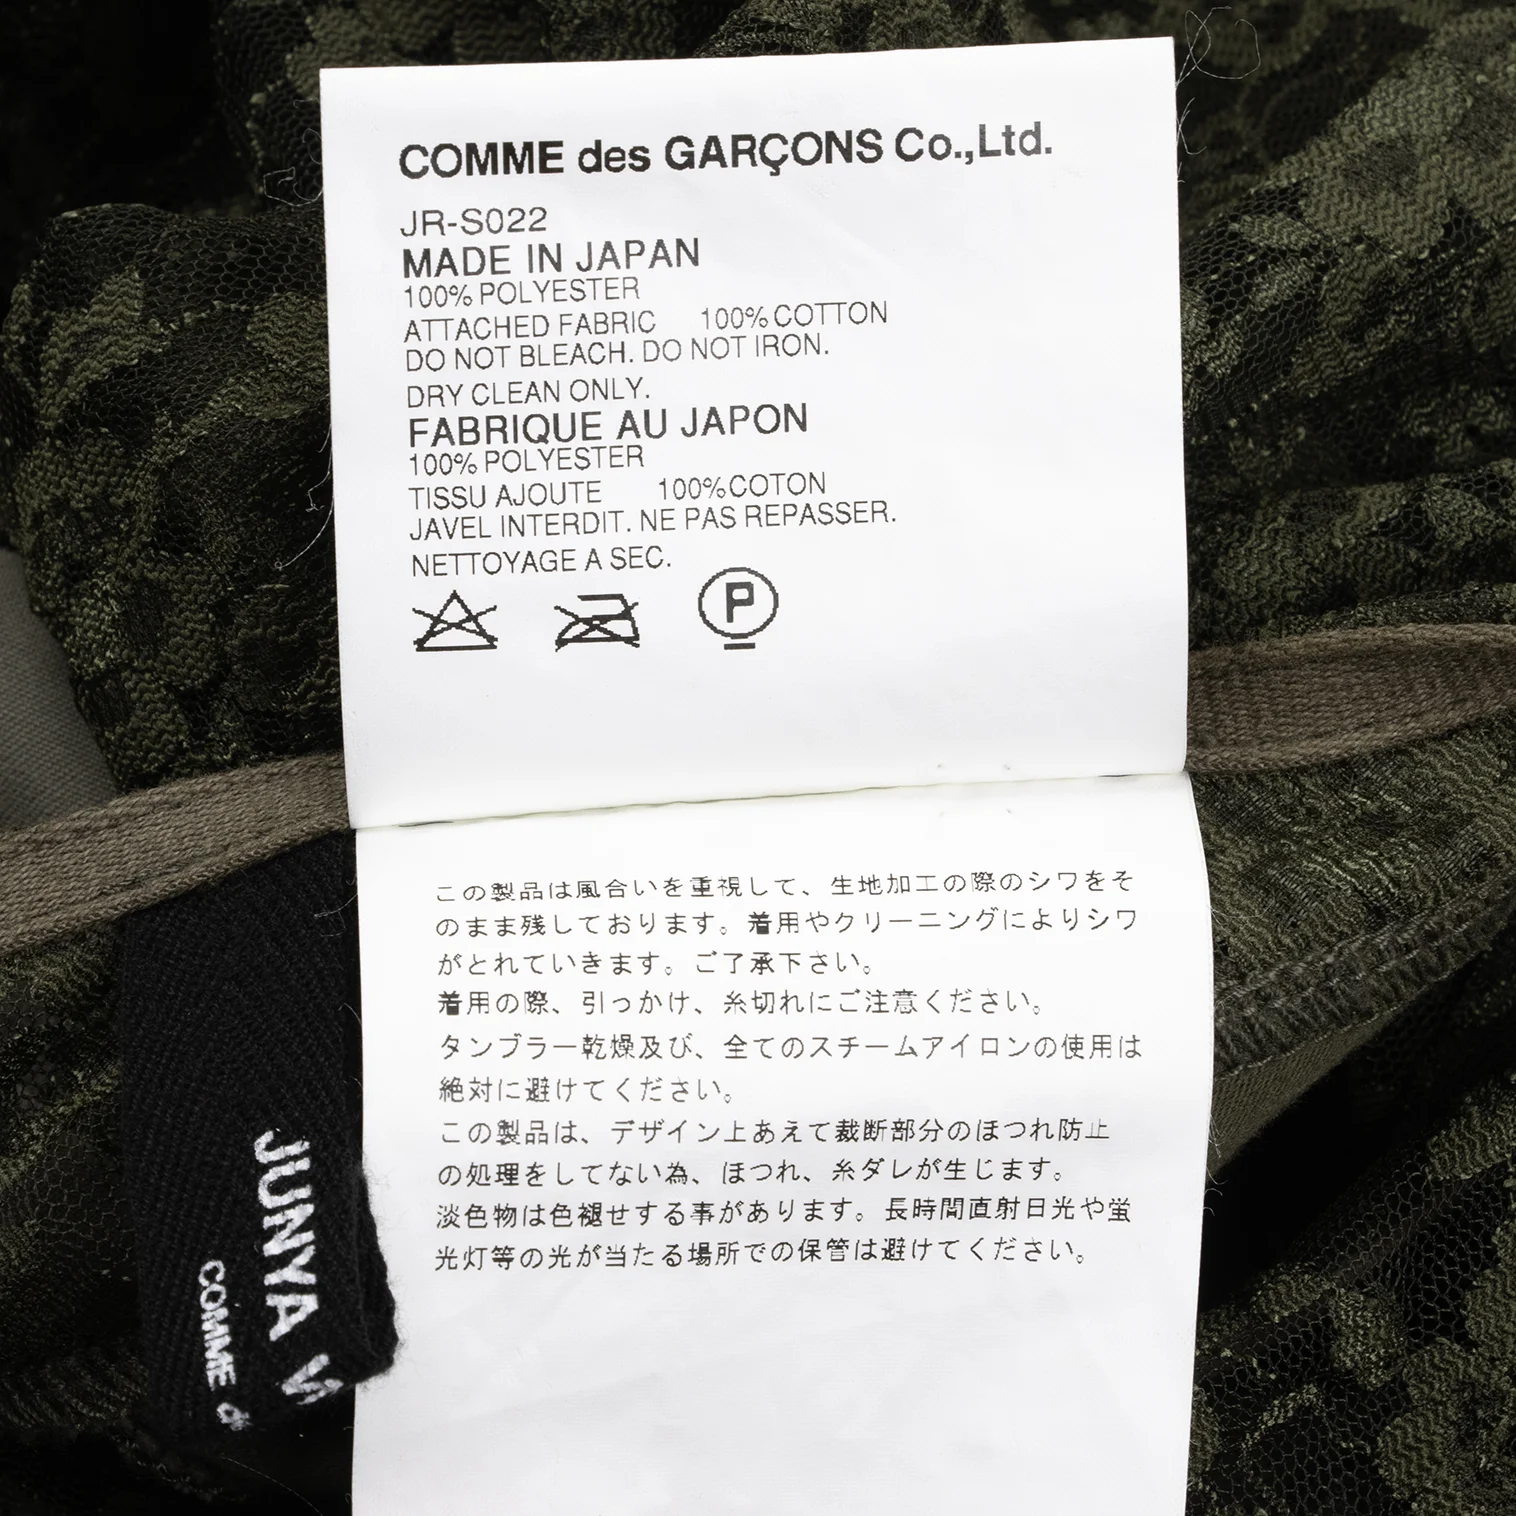 COMME des GARÇONS Co.,Ltd.
JR-S022
MADE IN JAPAN
100% POLYESTER
ATTACHED FABRIC 100% COTTON
DO NOT BLEACH. DO NOT IRON.
DRY CLEAN ONLY.
FABRIQUE AU JAPON
100% POLYESTER
TISSU AJOUTE 100% COTON
JAVEL INTERDIT. NE PAS REPASSER.
NETTOYAGE A SEC.
P
この製品は風合いを重視して、生地加工の際のシワをそ
のまま残しております。着用やクリーニングによりシワ
がとれていきます。ご了承下さい。
着用の際、引っかけ、糸切れにご注意ください。
タンブラー乾燥及び、全てのスチームアイロンの使用は
絶対に避けてください。
この製品は、デザイン上あえて裁断部分のほつれ防止
の処理をしてない為、ほつれ、糸ダレが生じます。
淡色物は色褪せする事があります。長時間直射日光や蛍
光灯等の光が当たる場所での保管は避けてください。
JUNYA
COMME